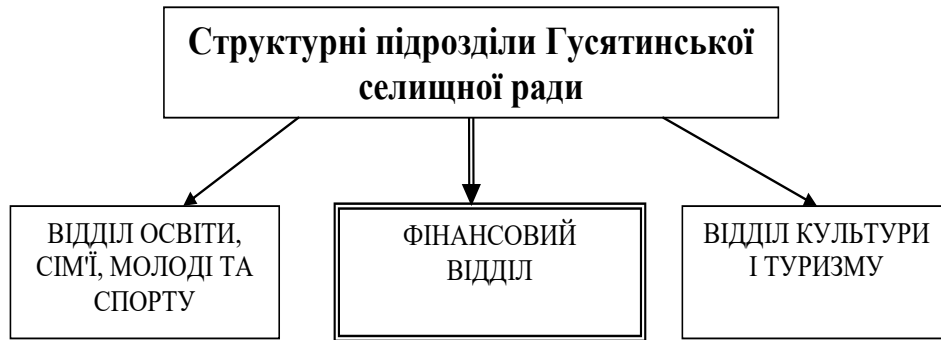 Структурні підрозділи Гусятинської
селищної ради
ВІДДІЛ ОСВІТИ,
СІМ'Ї, МОЛОДІ ТА
СПОРТУ
ФІНАНСОВИЙ
ВІДДІЛ
ВІДДІЛ КУЛЬТУРИ
І ТУРИЗМУ